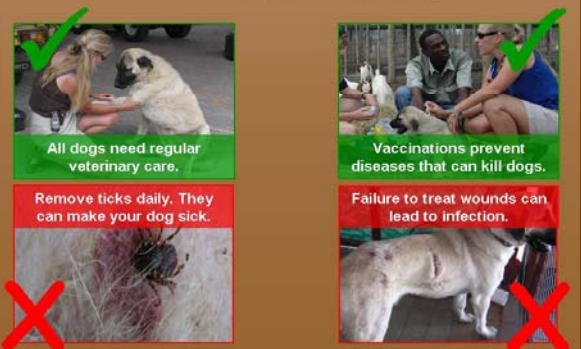 All dogs need regular
veterinary care.
Vaccinations prevent
diseases that can kill dogs.
Remove ticks daily. They
can make your dog sick.
Failure to treat wounds can
lead to infection.